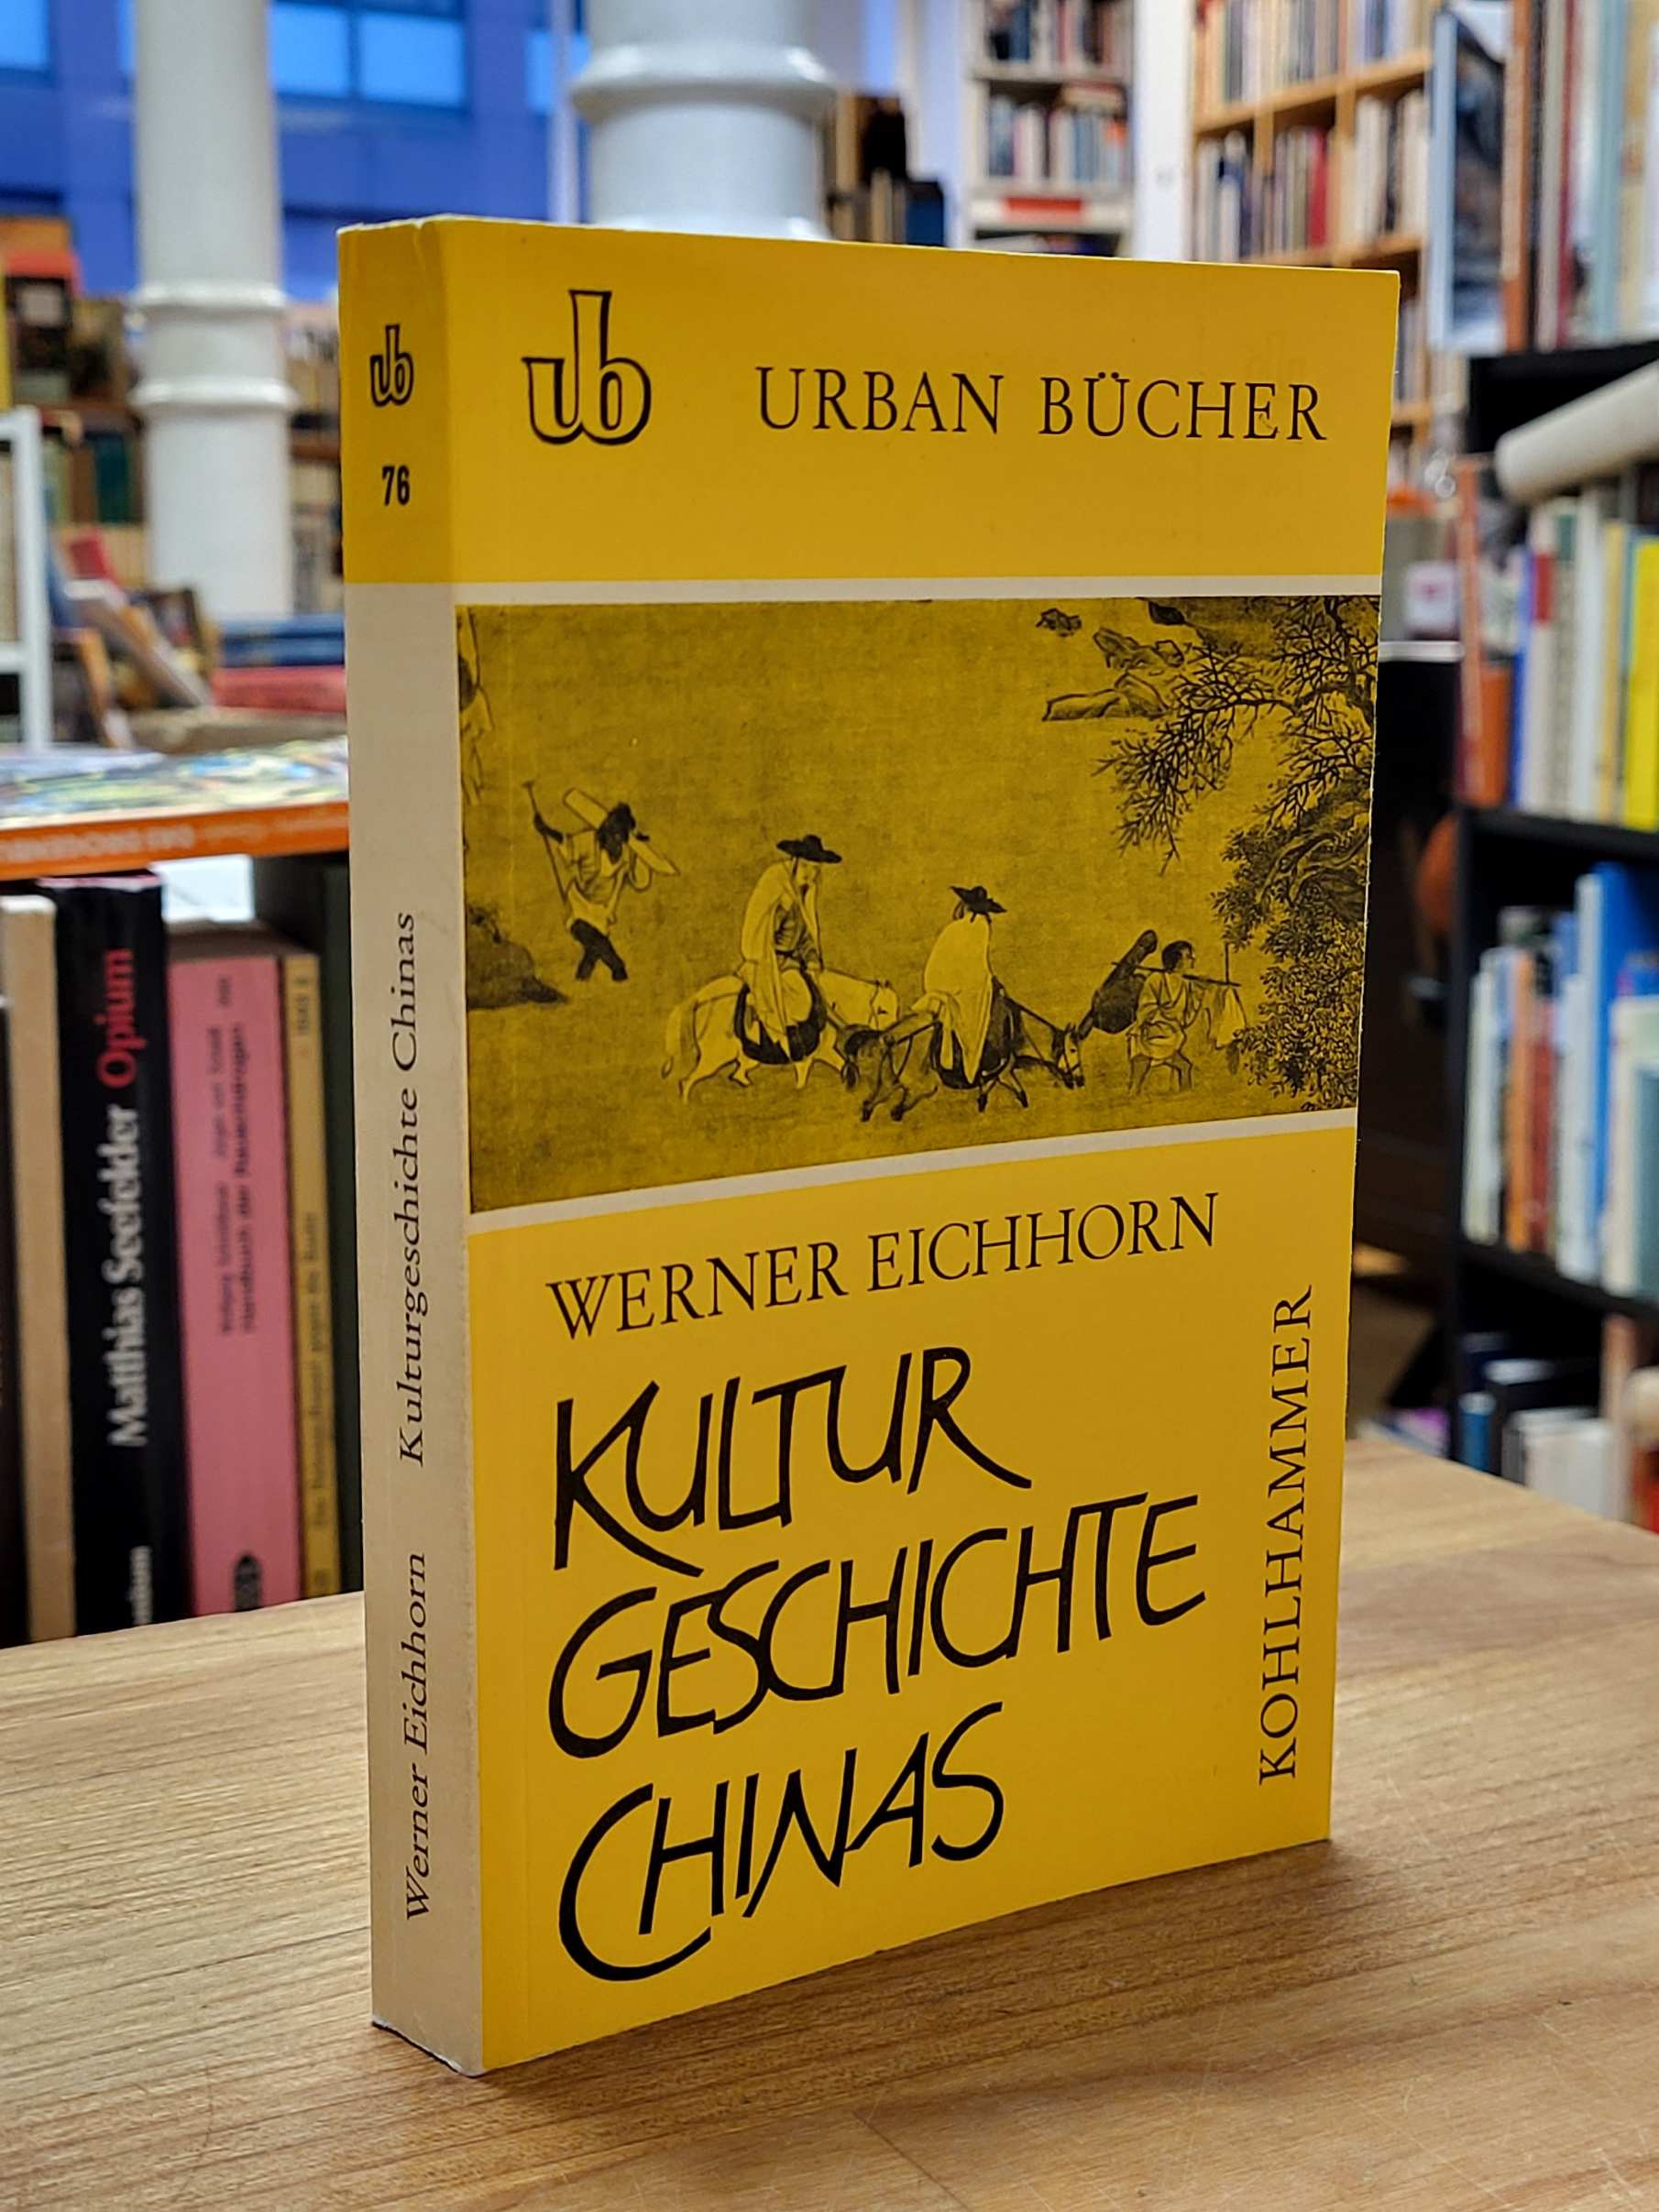 ub
76
Werner Eichhorn Kulturgeschichte Chinas
ub URBAN BÜCHER
WERNER EICHHORN
KULTUR
GESCHICHTE
CHINAS
KOHLHAMMER
Matthias Seefelder Opium